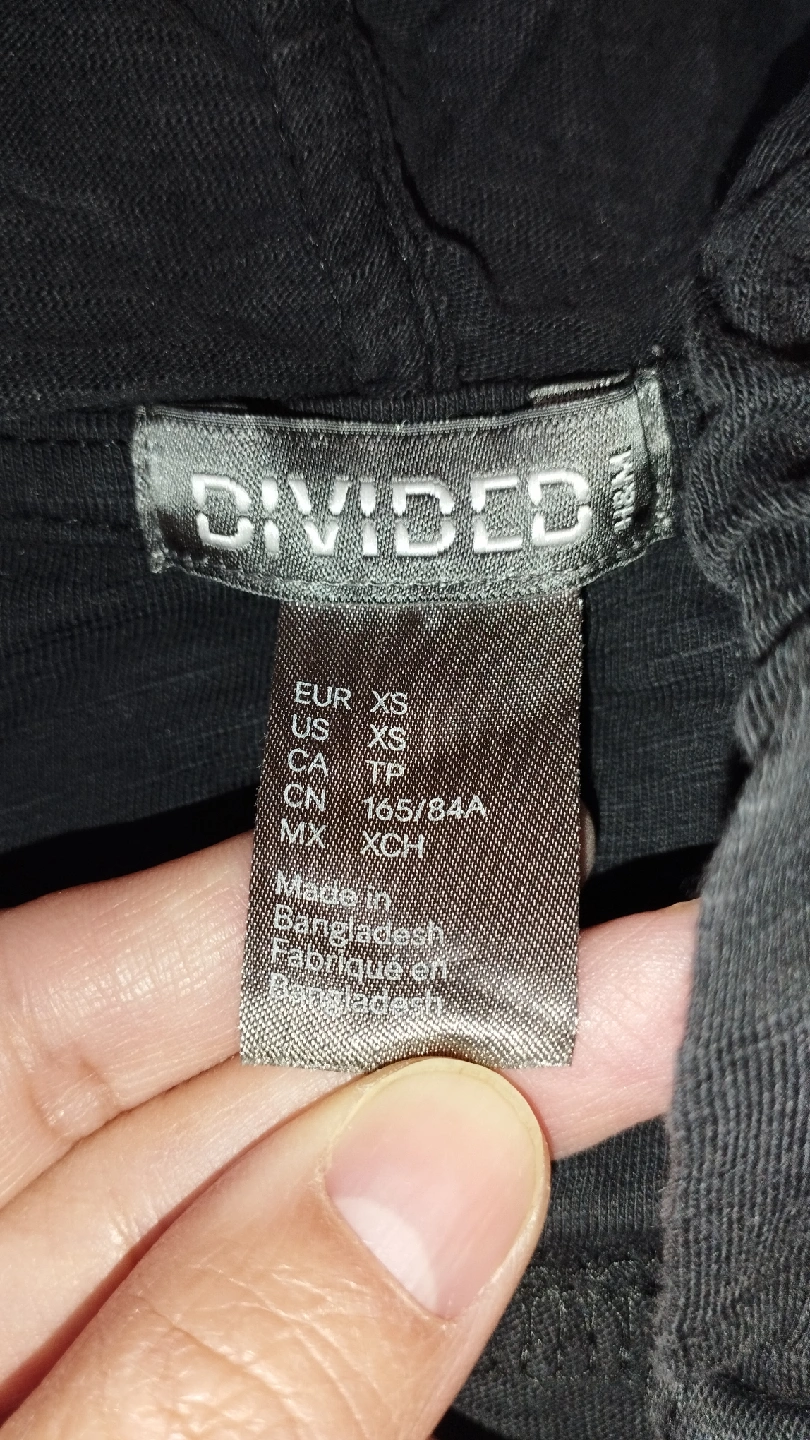 DIVIDED
H&M
EUR XS
US XS
CA TP
CN 165/84A
MX XCH
Made in
Bangladesh
Fabriqué en
Bangladesh